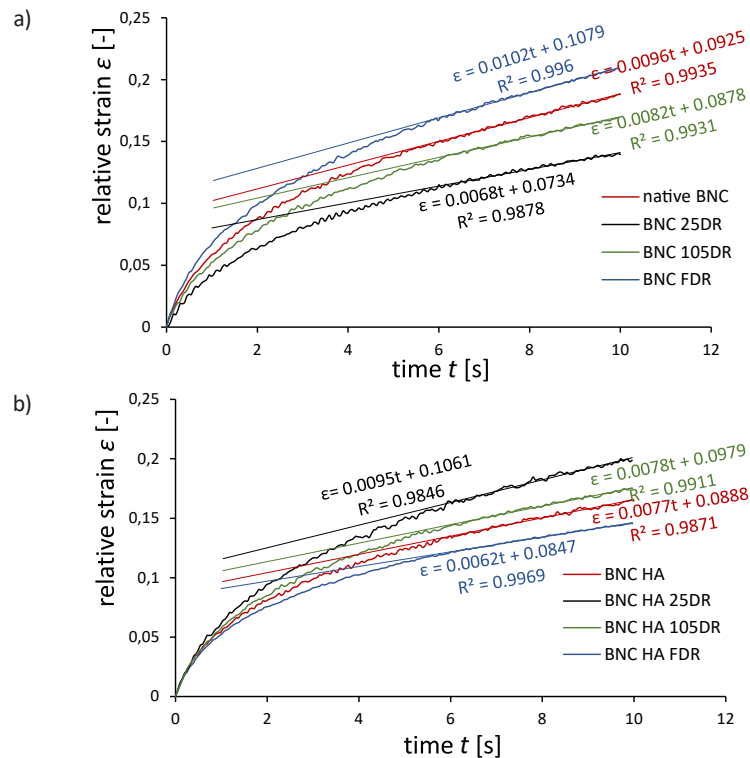 a)
relative strain ε [-]
0,25
0,2
0,15
0,1
0,05
0
0 2 4 6 8 10 12
time t [s]
ε = 0.0102t + 0.1079
R² = 0.996
ε = 0.0096t + 0.0925
R² = 0.9935
ε = 0.0082t + 0.0878
R² = 0.9931
ε = 0.0068t + 0.0734
R² = 0.9878
native BNC
BNC 25DR
BNC 105DR
BNC FDR
b)
relative strain ε [-]
0,25
0,2
0,15
0,1
0,05
0
0 2 4 6 8 10 12
time t [s]
ε= 0.0095t + 0.1061
R² = 0.9846
ε = 0.0078t + 0.0979
R² = 0.9911
ε = 0.0077t + 0.0888
R² = 0.9871
ε = 0.0062t + 0.0847
R² = 0.9969
BNC HA
BNC HA 25DR
BNC HA 105DR
BNC HA FDR